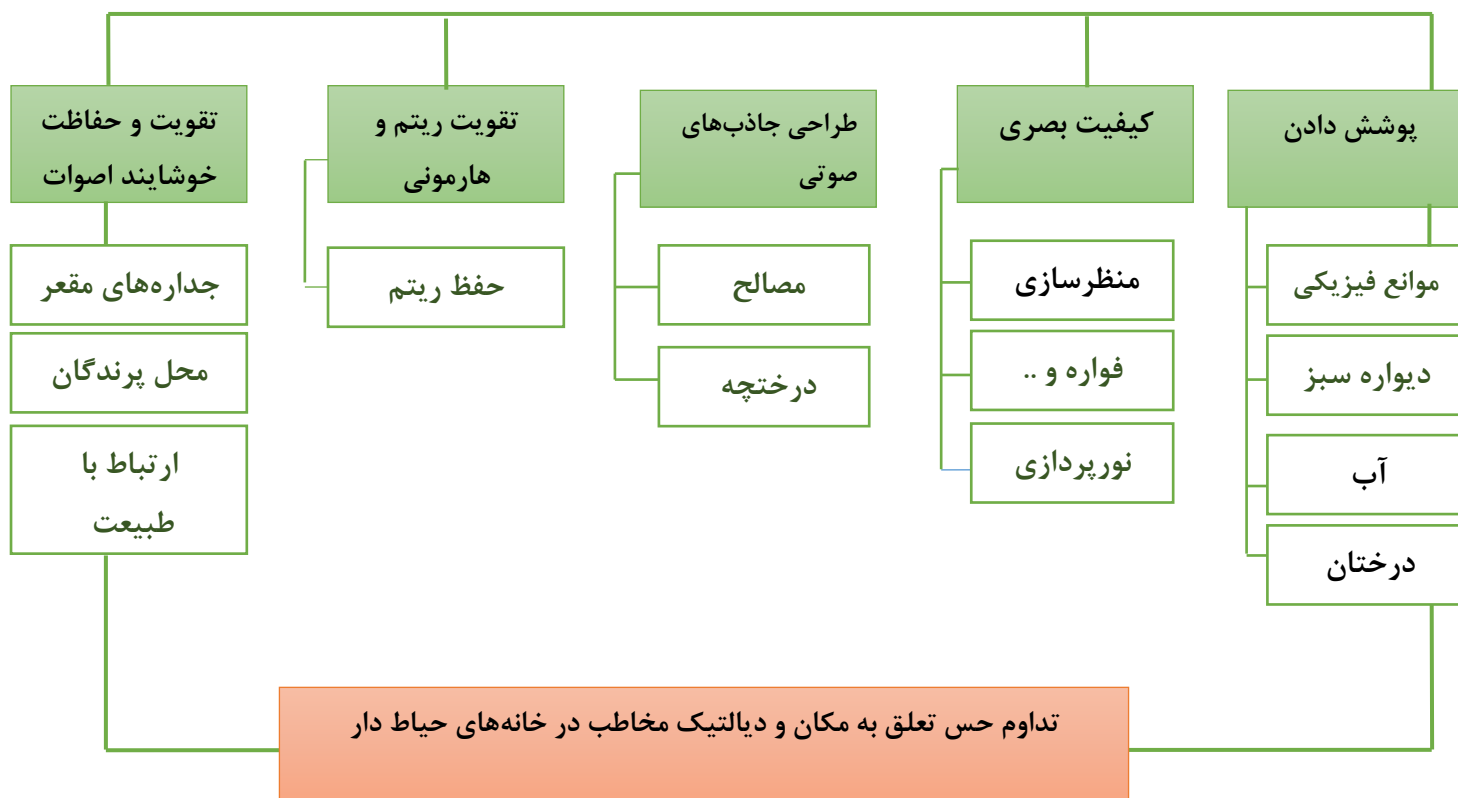 پوشش دادن
کیفیت بصری
طراحی جاذب‌های
صوتی
تقویت ریتم و
هارمونی
تقویت و حفاظت
خوشایند اصوات
موانع فیزیکی
دیواره سبز
آب
درختان
منظرسازی
فواره و ..
نورپردازی
مصالح
درختچه
حفظ ریتم
جداره‌های مقعر
محل پرندگان
ارتباط با
طبیعت
تداوم حس تعلق به مکان و دیالتیک مخاطب در خانه‌های حیاط دار